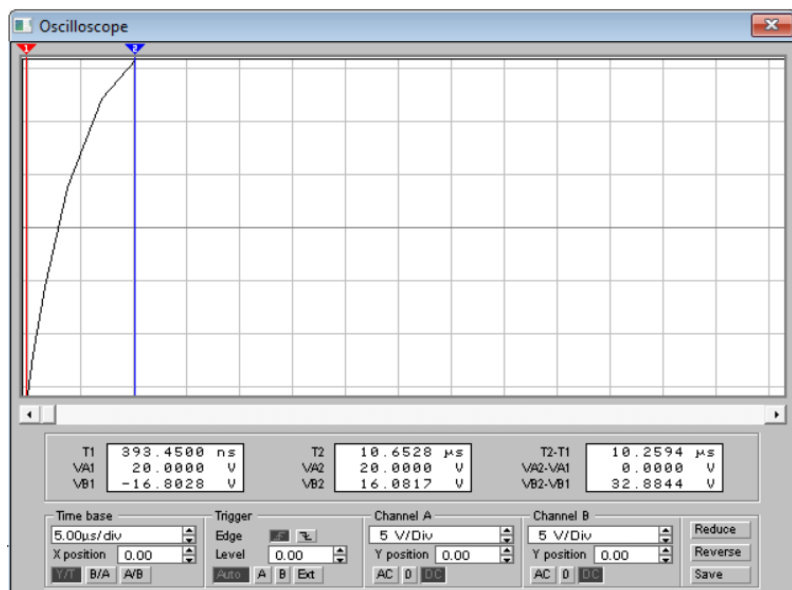 Oscilloscope
1 2
T1 393.4500 ns T2 10.6528 µs T2-T1 10.2594 µs
VA1 20.0000 V VA2 20.0000 V VA2-VA1 0.0000 V
VB1 -16.8028 V VB2 16.0817 V VB2-VB1 32.8844 V
Time base Trigger Channel A Channel B
5.00µs/div Edge 5 V/Div 5 V/Div Reduce
X position 0.00 Level 0.00 Y position 0.00 Y position 0.00 Reverse
Y/T B/A A/B Auto A B Ext AC 0 DC AC 0 DC Save